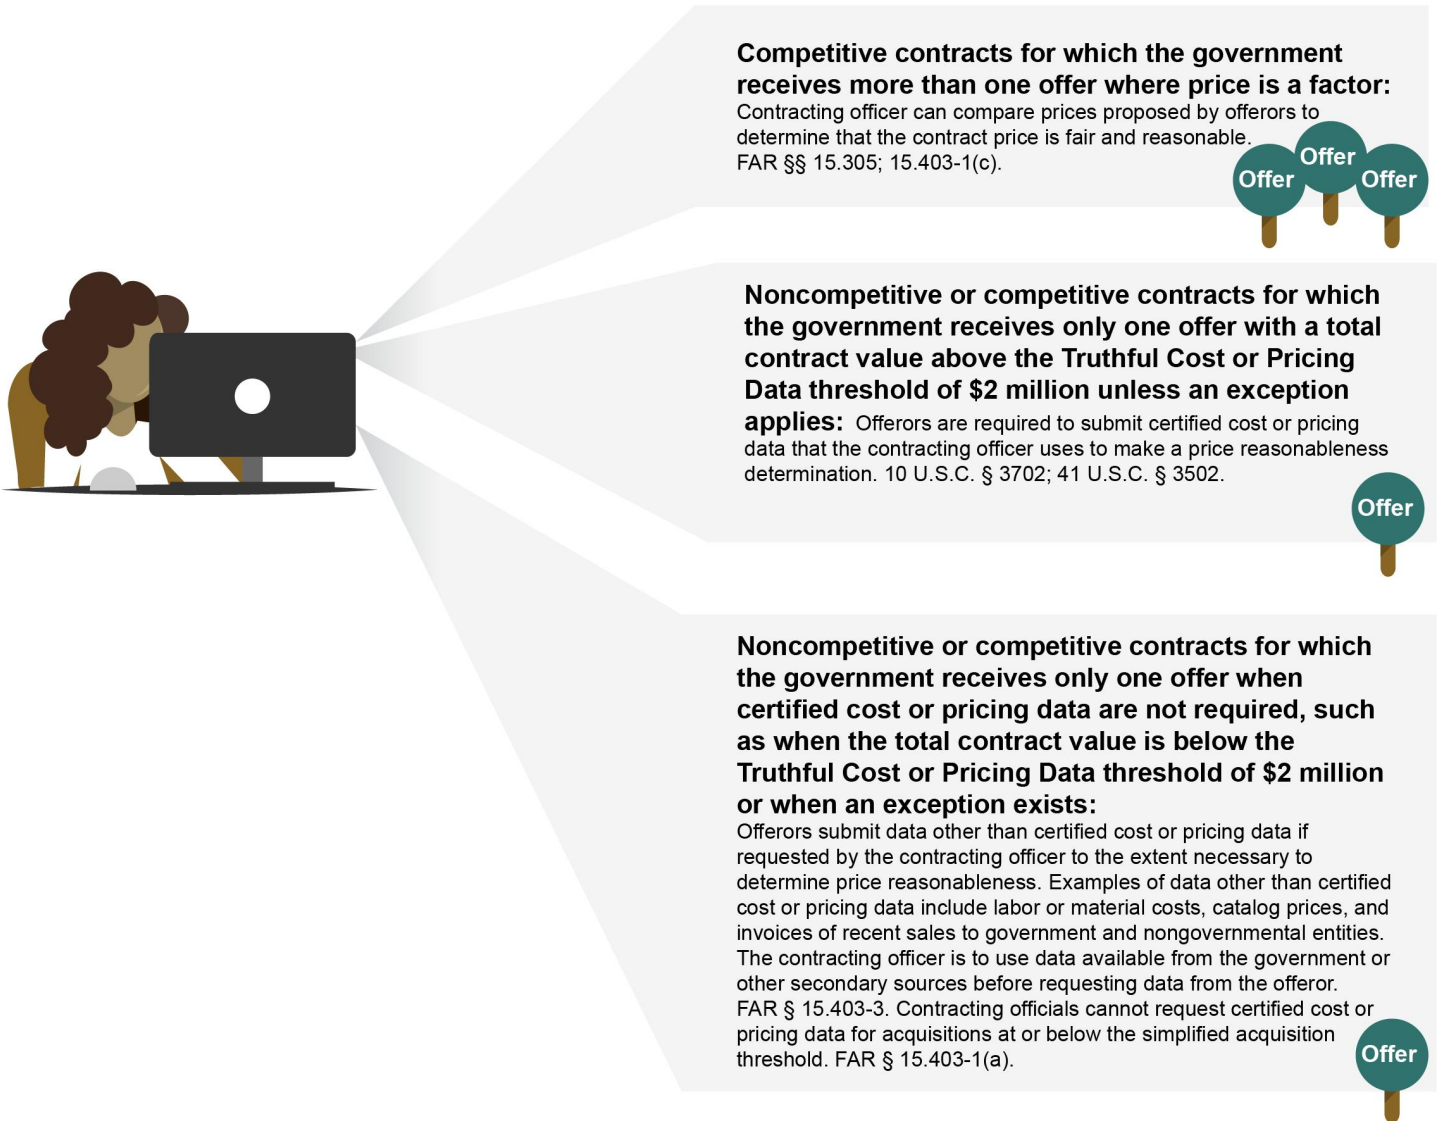 Competitive contracts for which the government
receives more than one offer where price is a factor:
Contracting officer can compare prices proposed by offerors to
determine that the contract price is fair and reasonable.
FAR §§ 15.305; 15.403-1(c).
Offer
Offer
Offer
Noncompetitive or competitive contracts for which
the government receives only one offer with a total
contract value above the Truthful Cost or Pricing
Data threshold of $2 million unless an exception
applies: Offerors are required to submit certified cost or pricing
data that the contracting officer uses to make a price reasonableness
determination. 10 U.S.C. § 3702; 41 U.S.C. § 3502.
Offer
Noncompetitive or competitive contracts for which
the government receives only one offer when
certified cost or pricing data are not required, such
as when the total contract value is below the
Truthful Cost or Pricing Data threshold of $2 million
or when an exception exists:
Offerors submit data other than certified cost or pricing data if
requested by the contracting officer to the extent necessary to
determine price reasonableness. Examples of data other than certified
cost or pricing data include labor or material costs, catalog prices, and
invoices of recent sales to government and nongovernmental entities.
The contracting officer is to use data available from the government or
other secondary sources before requesting data from the offeror.
FAR § 15.403-3. Contracting officials cannot request certified cost or
pricing data for acquisitions at or below the simplified acquisition
threshold. FAR § 15.403-1(a).
Offer